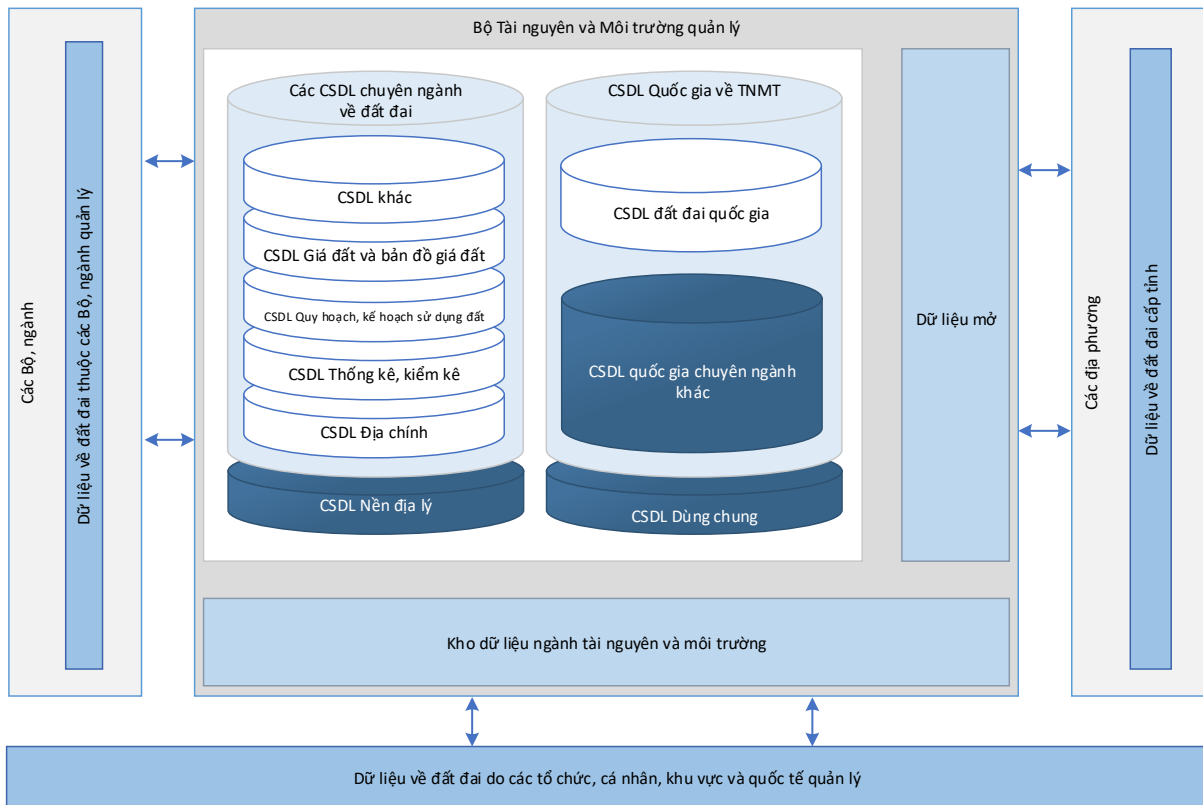 Bộ Tài nguyên và Môi trường quản lý
Các Bộ, ngành
Dữ liệu về đất đai thuộc các Bộ, ngành quản lý
Các CSDL chuyên ngành
về đất đai
CSDL khác
CSDL Giá đất và bản đồ giá đất
CSDL Quy hoạch, kế hoạch sử dụng đất
CSDL Thống kê, kiểm kê
CSDL Địa chính
CSDL Nền địa lý
CSDL Quốc gia về TNMT
CSDL đất đai quốc gia
CSDL quốc gia chuyên ngành
khác
CSDL Dùng chung
Dữ liệu mở
Các địa phương
Dữ liệu về đất đai cấp tỉnh
Kho dữ liệu ngành tài nguyên và môi trường
Dữ liệu về đất đai do các tổ chức, cá nhân, khu vực và quốc tế quản lý